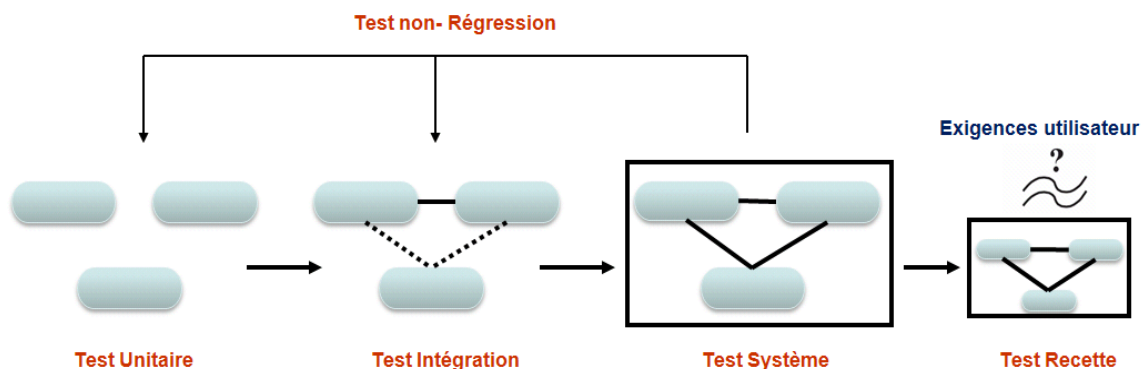 Test non- Régression
Exigences utilisateur
?
Test Unitaire
Test Intégration
Test Système
Test Recette